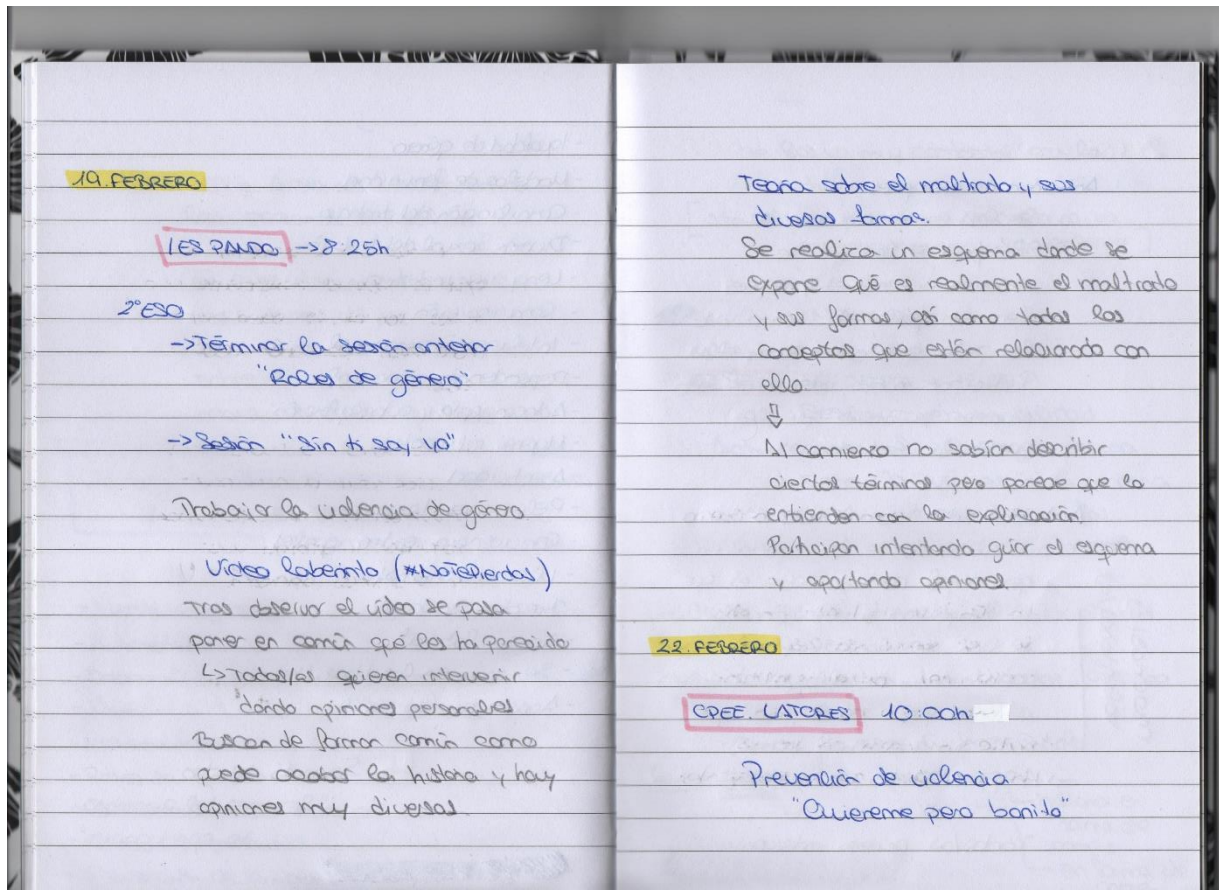 19. FEBRERO
IES PANDO -> 8:25h
2º ESO
-> Términar la sesión anterior
"Roles de género"
-> Sesión "Sin ti soy yo"
Trabajar la violencia de género
Vídeo laberinto (#NOTEPierdas)
Tras observar el vídeo se pasa
poner en común qué les ha parecido
↳ Todos/as quieren intervenir
dando opiniones personales
Buscan de forman común como
puede acabar la historia y hay
opiniones muy diversas.
Teoría sobre el maltrado y sus
diversas formas.
Se realiza un esquema donde se
expone qué es realmente el maltrado
y sus formas, así como todos los
conceptos que están relacionado con
ello
⇓
Al comienzo no sabían describir
ciertos términos pero parece que lo
entienden con la explicación.
Participan intentando guiar el esquema
y aportando opiniones.
22. FEBRERO
CPEE. LATORES 10:00h
Prevención de violencia
"Quiereme pero bonito"